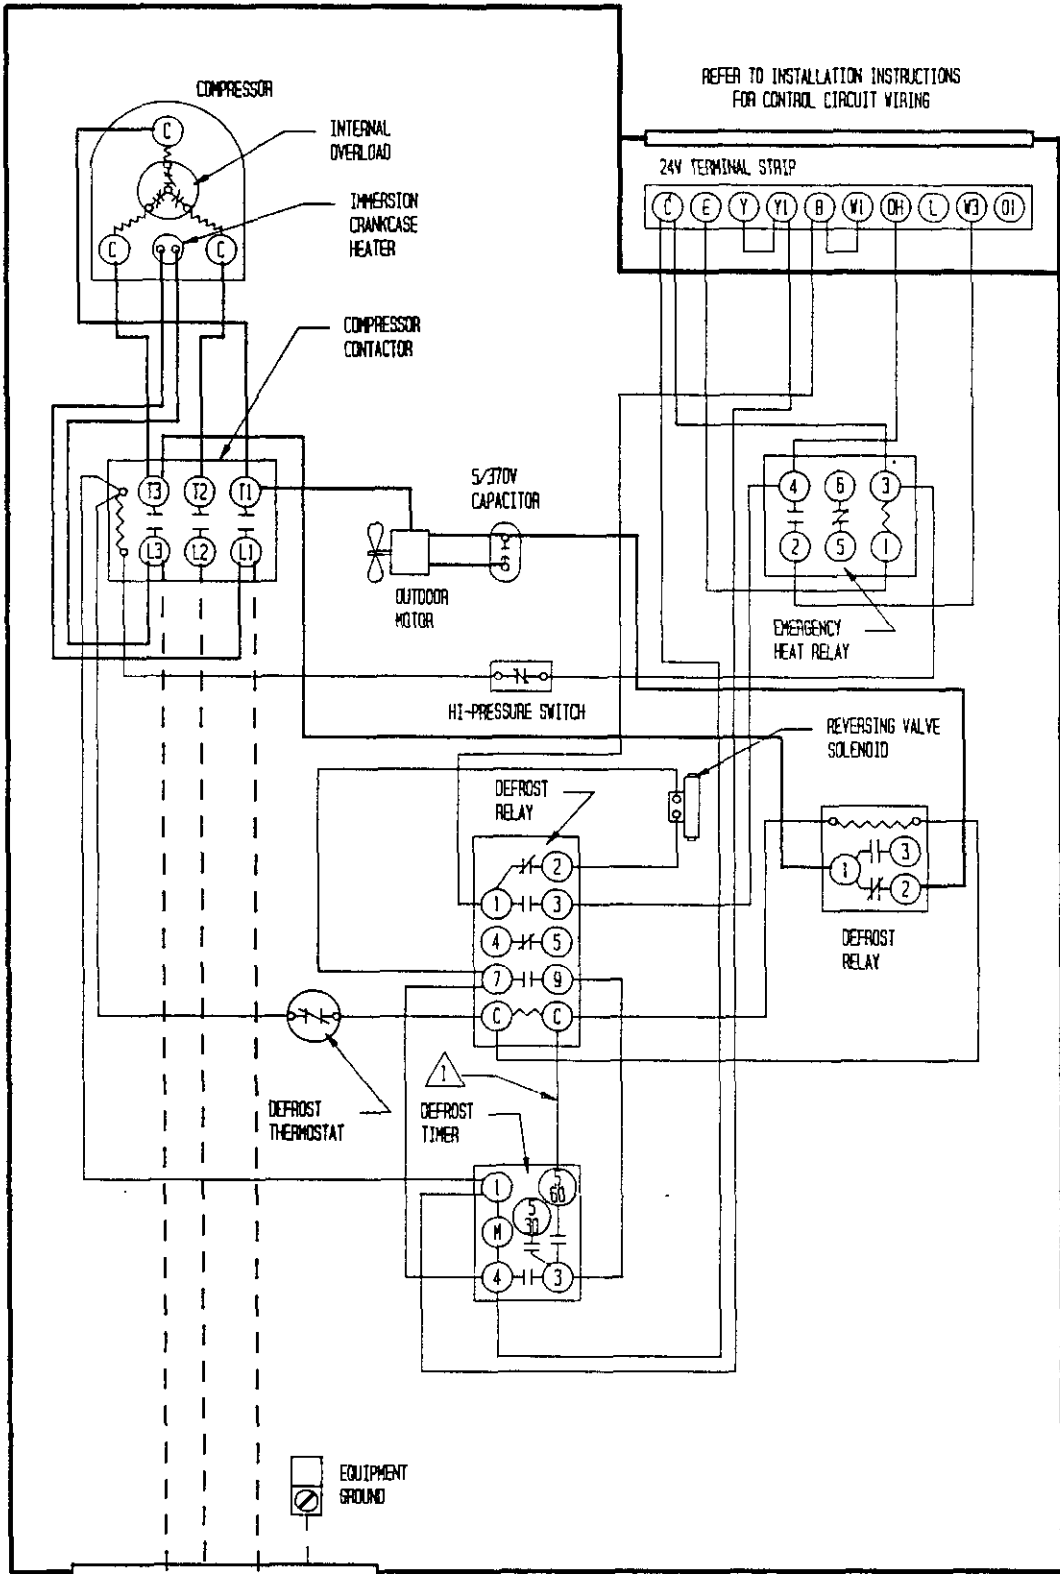 REFER TO INSTALLATION INSTRUCTIONS
FOR CONTROL CIRCUIT WIRING
COMPRESSOR
C
INTERNAL
OVERLOAD
24V TERMINAL STRIP
C E Y Y1 B W1 DH L W3 O1
IMMERSION
CRANKCASE
HEATER
C C
COMPRESSOR
CONTACTOR
T3 T2 T1
L3 L2 L1
5/370V
CAPACITOR
4 6 3
2 5 1
OUTDOOR
MOTOR
EMERGENCY
HEAT RELAY
HI-PRESSURE SWITCH
REVERSING VALVE
SOLENOID
DEFROST
RELAY
2
1 3
4 5
7 9
C C
1 3
2
DEFROST
RELAY
1
DEFROST
THERMOSTAT
DEFROST
TIMER
1 5
60
5
30
M
4 3
EQUIPMENT
GROUND